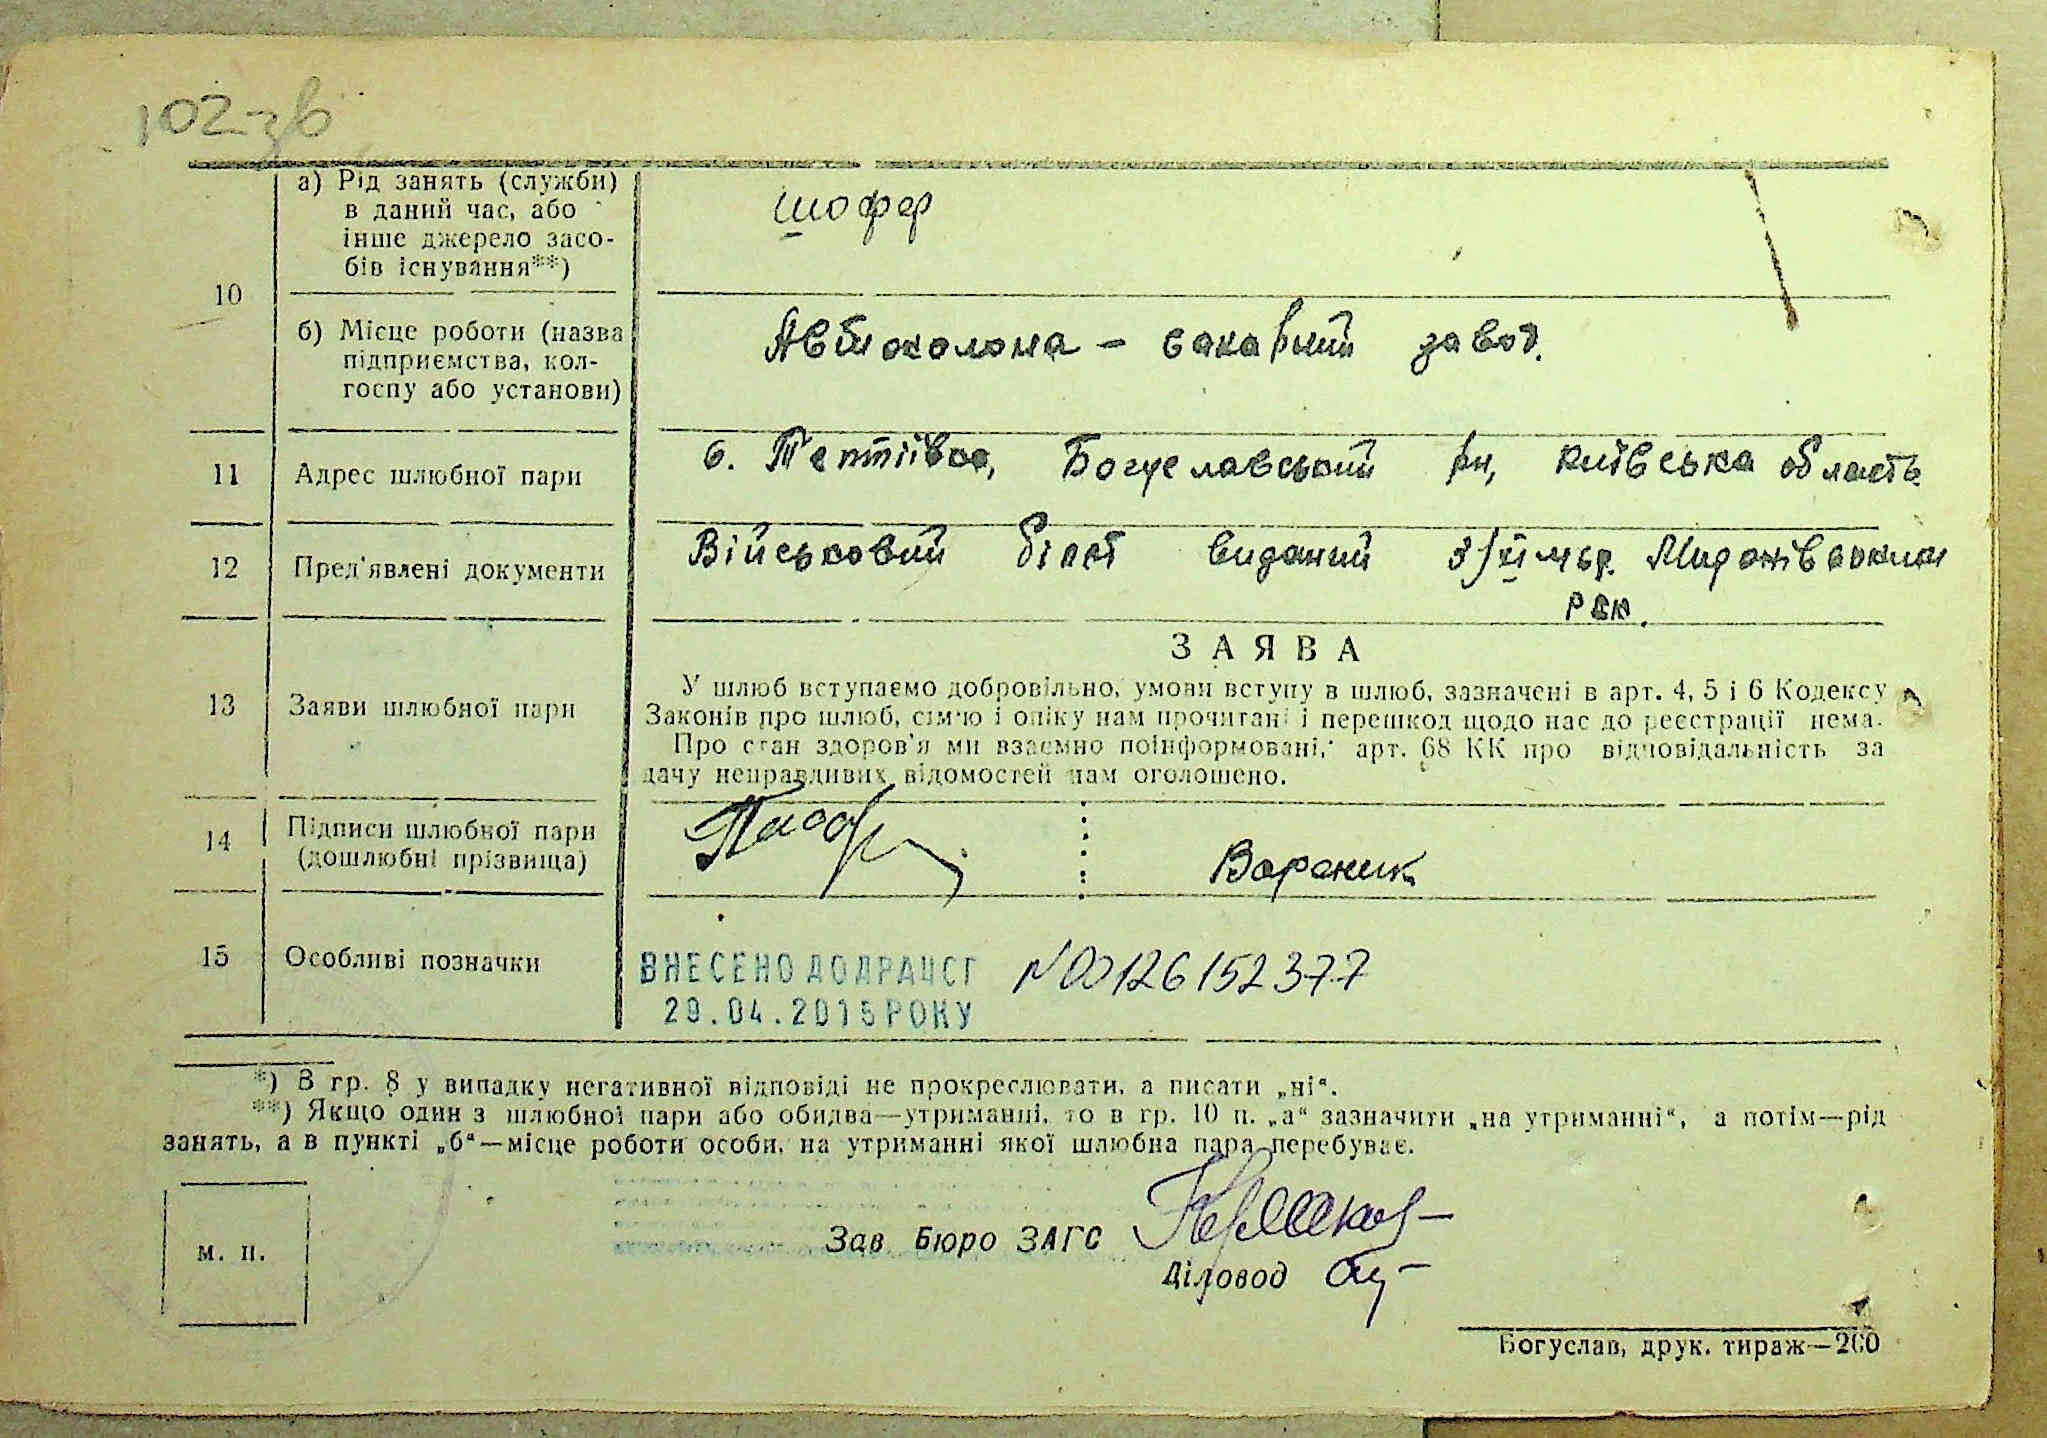 102-зв
а) Рід занять (служби)
в даний час, або
інше джерело засо-
бів існування**)
шофер
10
б) Місце роботи (назва
підприємства, кол-
госпу або установи)
Автоколона – сахарний завод.
11 Адрес шлюбної пари
с. Богуславський рн, київська область
12 Пред'явлені документи
Військовий білет виданий Миронівским
РВК.
13 Заяви шлюбної пари
ЗАЯВА
У шлюб вступаємо добровільно, умови вступу в шлюб, зазначені в арт. 4, 5 і 6 Кодексу
Законів про шлюб, сім'ю і опіку нам прочитані і перешкод щодо нас до реєстрації нема.
Про стан здоров'я ми взаємно поінформовані, арт. 68 КК про відповідальність за
дачу неправдивих відомостей нам оголошено.
14 Підписи шлюбної пари
(дошлюбні прізвища)
Вареник
15 Особливі позначки
ВНЕСЕНО ДО ДРАЦСГ N 00126152377
29.04.2015 РОКУ
*) В гр. 8 у випадку негативної відповіді не прокреслювати, а писати „ні“.
**) Якщо один з шлюбної пари або обидва—утриманні, то в гр. 10 п. „а“ зазначити „на утриманні“, а потім—рід
занять, а в пункті „б“—місце роботи особи, на утриманні якої шлюбна пара перебуває.
м. п.
Зав. Бюро ЗАГС
Діловод
Богуслав, друк. тираж—200